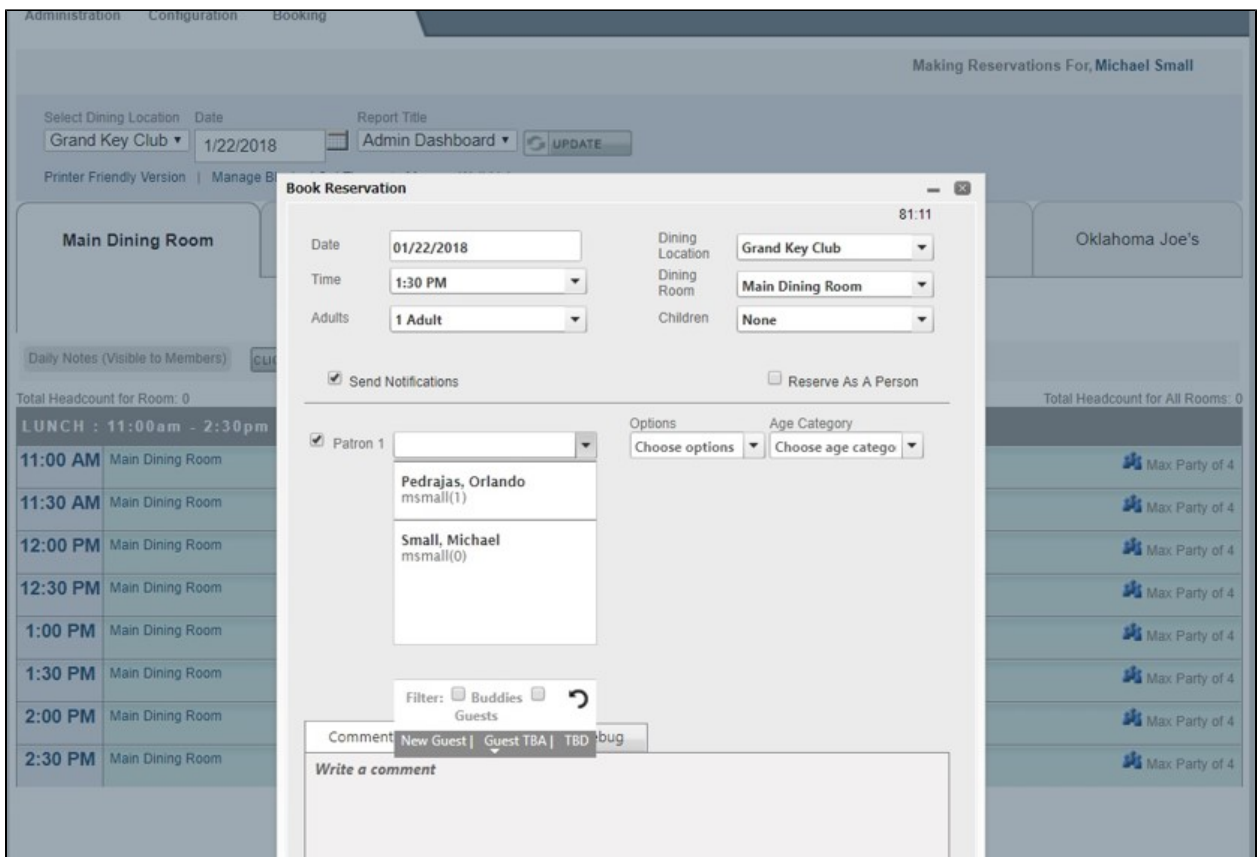 Administration Configuration Booking
Making Reservations For, Michael Small
Select Dining Location Date Report Title
Grand Key Club 1/22/2018 Admin Dashboard UPDATE
Printer Friendly Version | Manage
Book Reservation
81:11
Main Dining Room
Oklahoma Joe's
Date 01/22/2018 Dining Location Grand Key Club
Time 1:30 PM Dining Room Main Dining Room
Adults 1 Adult Children None
Daily Notes (Visible to Members)
Send Notifications Reserve As A Person
Total Headcount for Room: 0 Total Headcount for All Rooms: 0
LUNCH : 11:00am - 2:30pm
Options Age Category
Patron 1 Choose options Choose age catego
Pedrajas, Orlando
msmall(1)
Small, Michael
msmall(0)
11:00 AM Main Dining Room Max Party of 4
11:30 AM Main Dining Room Max Party of 4
12:00 PM Main Dining Room Max Party of 4
12:30 PM Main Dining Room Max Party of 4
1:00 PM Main Dining Room Max Party of 4
1:30 PM Main Dining Room Max Party of 4
2:00 PM Main Dining Room Max Party of 4
2:30 PM Main Dining Room Max Party of 4
Filter: Buddies
Guests
Comment bug
New Guest | Guest TBA | TBD
Write a comment